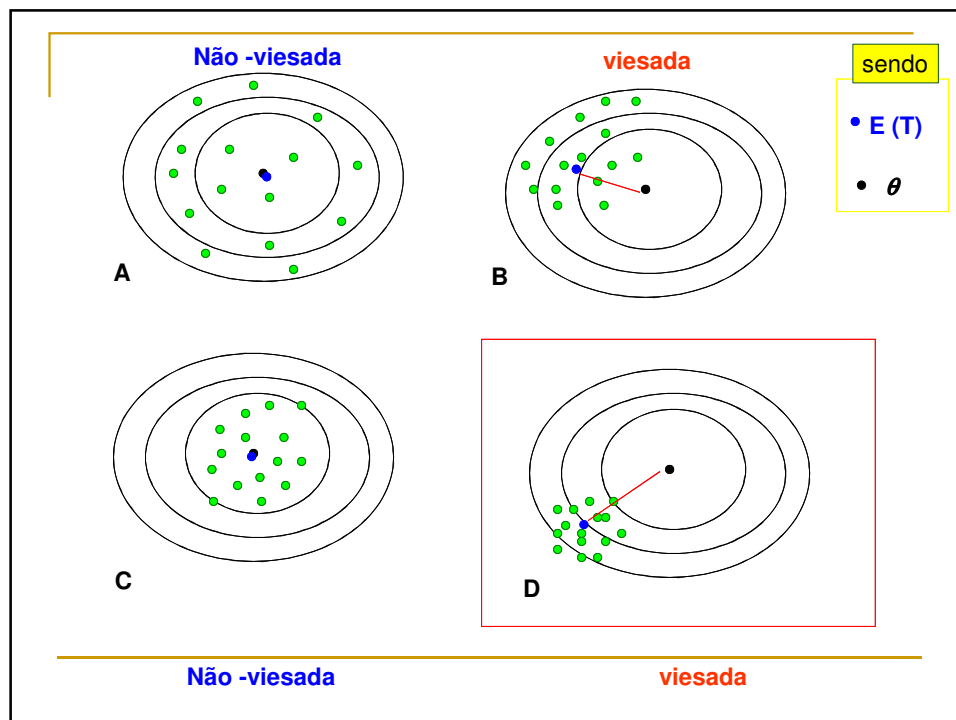 Não -viesada
viesada
sendo
E (T)
θ
A
B
C
D
Não -viesada
viesada